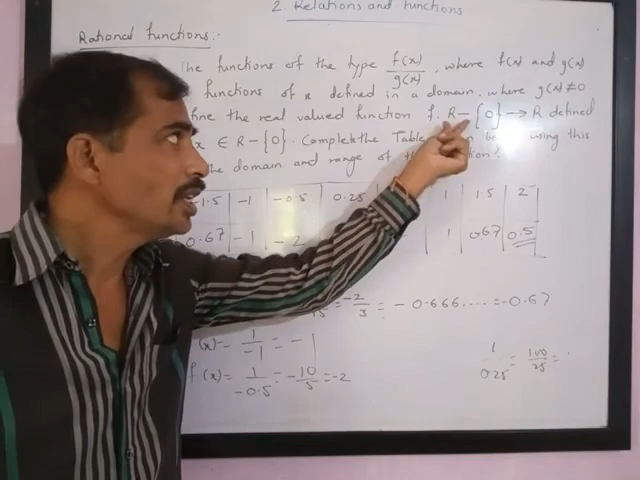 2. Relations and functions
Rational functions:-
The functions of the type f(x)/g(x), where f(x) and g(x)
functions of x defined in a domain, where g(x) ≠ 0
fine the real valued function f: R - {0} → R defined
x ∈ R - {0}. Complete the Table using this
the domain and range of
-1.5 | -1 | -0.5 | 0.25 | 1 | 1.5 | 2
0.67 | -1 | -2 | 1 | 0.67 | 0.5
= -2/3 = -0.666..... = -0.67
(x) = 1/-1 = -1
f(x) = 1/-0.5 = -10/5 = -2
1/0.25 = 100/25 =